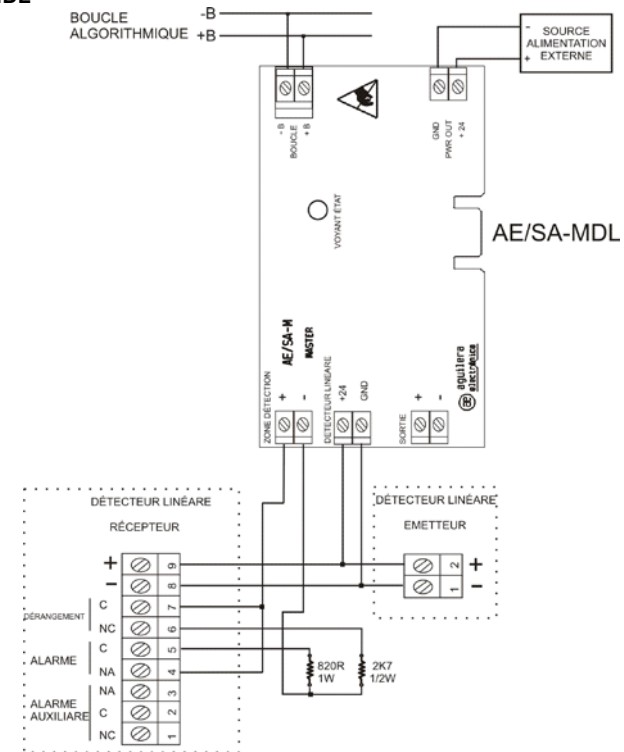 BOUCLE -B
ALGORITHMIQUE +B
SOURCE
ALIMENTATION
EXTERNE
-
+
- B
BOUCLE
+ B
GND
PWR OUT
+ 24
VOYANT ÉTAT
AE/SA-MDL
AE/SA-M
MASTER
aguilera
electrónica
ae
ZONE DÉTECTION
+
-
DÉTECTEUR LINEARE
+24
GND
SORTIE
+
-
DÉTECTEUR LINÉARE
RÉCEPTEUR
DÉTECTEUR LINÉARE
EMETTEUR
+ 9
- 8
2 +
1 -
DÉRANGEMENT
C 7
NC 6
ALARME
C 5
NA 4
ALARME
AUXILIARE
NA 3
C 2
NC 1
820R
1W
2K7
1/2W